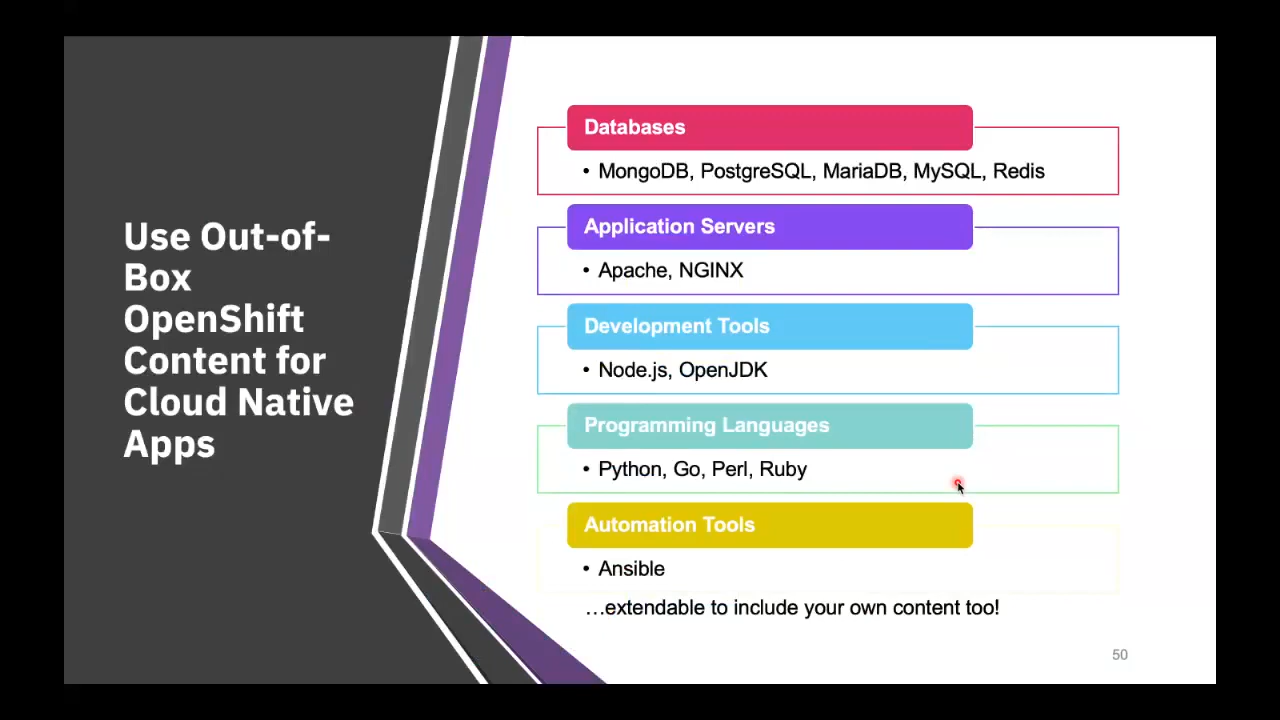 Use Out-of-
Box
OpenShift
Content for
Cloud Native
Apps
Databases
• MongoDB, PostgreSQL, MariaDB, MySQL, Redis
Application Servers
• Apache, NGINX
Development Tools
• Node.js, OpenJDK
Programming Languages
• Python, Go, Perl, Ruby
Automation Tools
• Ansible
…extendable to include your own content too!
50